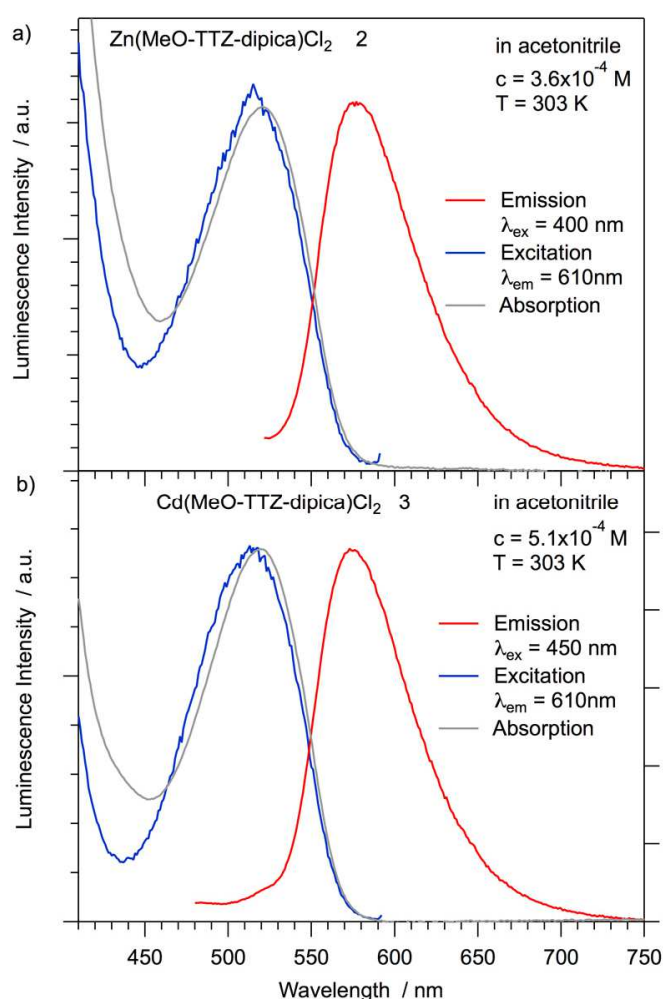 a)
Zn(MeO-TTZ-dipica)Cl₂ 2
in acetonitrile
c = 3.6x10⁻⁴ M
T = 303 K
Emission
λex = 400 nm
Excitation
λem = 610nm
Absorption
Luminescence Intensity / a.u.
b)
Cd(MeO-TTZ-dipica)Cl₂ 3
in acetonitrile
c = 5.1x10⁻⁴ M
T = 303 K
Emission
λex = 450 nm
Excitation
λem = 610nm
Absorption
Luminescence Intensity / a.u.
450 500 550 600 650 700 750
Wavelength / nm